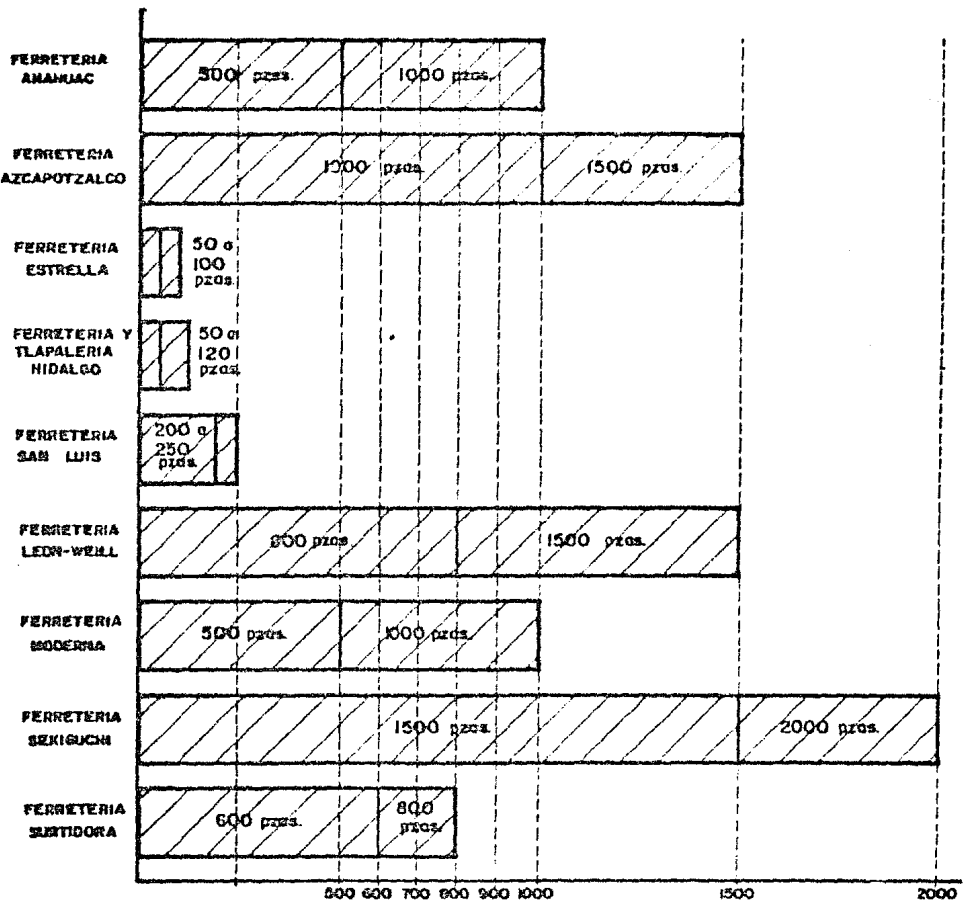 FERRETERIA
ANAHUAC
500 pzas.
1000 pzas.
FERRETERIA
AZCAPOTZALCO
1000 pzas.
1500 pzas.
FERRETERIA
ESTRELLA
50 a
100
pzas.
FERRETERIA Y
TLAPALERIA
HIDALGO
50 a
120
pzas.
FERRETERIA
SAN LUIS
200 a
250
pzas.
FERRETERIA
LEON-WEILL
800 pzas.
1500 pzas.
FERRETERIA
MODERNA
500 pzas.
1000 pzas.
FERRETERIA
SEKIGUCHI
1500 pzas.
2000 pzas.
FERRETERIA
SURTIDORA
600 pzas.
800
pzas.
500 600 700 800 900 1000 1500 2000